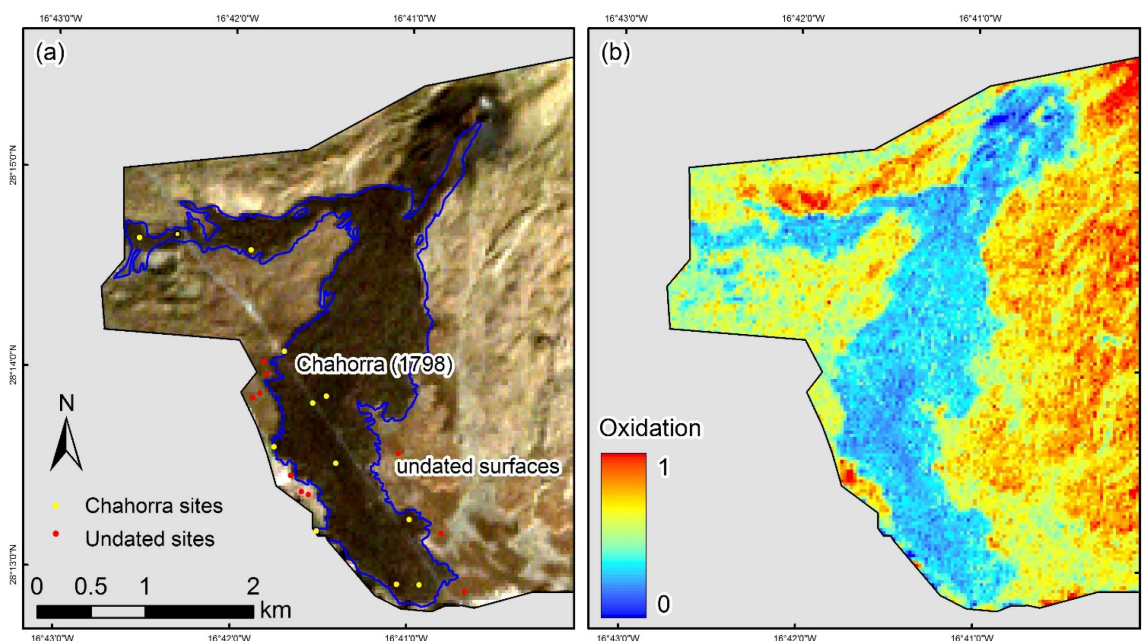 16°43'0"W
16°42'0"W
16°41'0"W
16°43'0"W
16°42'0"W
16°41'0"W
(a)
(b)
28°15'0"N
28°14'0"N
Chahorra (1798)
N
Oxidation
1
undated surfaces
Chahorra sites
Undated sites
28°13'0"N
0 0.5 1 2
km
0
16°43'0"W
16°42'0"W
16°41'0"W
16°43'0"W
16°42'0"W
16°41'0"W